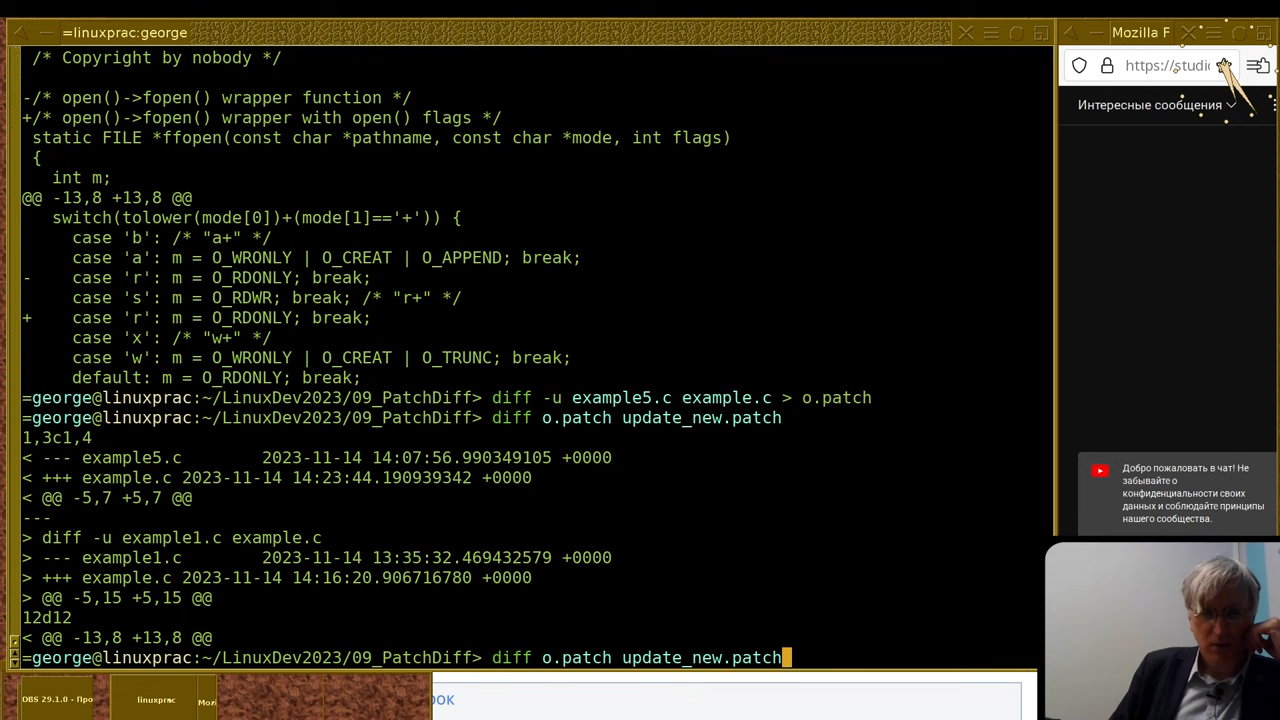 =linuxprac:george
/* Copyright by nobody */
-/* open()->fopen() wrapper function */
+/* open()->fopen() wrapper with open() flags */
static FILE *ffopen(const char *pathname, const char *mode, int flags)
{
int m;
@@ -13,8 +13,8 @@
switch(tolower(mode[0])+(mode[1]=='+')) {
case 'b': /* "a+" */
case 'a': m = O_WRONLY | O_CREAT | O_APPEND; break;
-    case 'r': m = O_RDONLY; break;
case 's': m = O_RDWR; break; /* "r+" */
+    case 'r': m = O_RDONLY; break;
case 'x': /* "w+" */
case 'w': m = O_WRONLY | O_CREAT | O_TRUNC; break;
default: m = O_RDONLY; break;
=george@linuxprac:~/LinuxDev2023/09_PatchDiff> diff -u example5.c example.c > o.patch
=george@linuxprac:~/LinuxDev2023/09_PatchDiff> diff o.patch update_new.patch
1,3c1,4
< --- example5.c        2023-11-14 14:07:56.990349105 +0000
< +++ example.c 2023-11-14 14:23:44.190939342 +0000
< @@ -5,7 +5,7 @@
---
> diff -u example1.c example.c
> --- example1.c        2023-11-14 13:35:32.469432579 +0000
> +++ example.c 2023-11-14 14:16:20.906716780 +0000
> @@ -5,15 +5,15 @@
12d12
< @@ -13,8 +13,8 @@
=george@linuxprac:~/LinuxDev2023/09_PatchDiff> diff o.patch update_new.patch
Mozilla F
https://studi
Интересные сообщения
Добро пожаловать в чат! Не
забывайте о
конфиденциальности своих
данных и соблюдайте принципы
нашего сообщества.
OBS 29.1.0 - Про
linuxprac
Moz
ОК